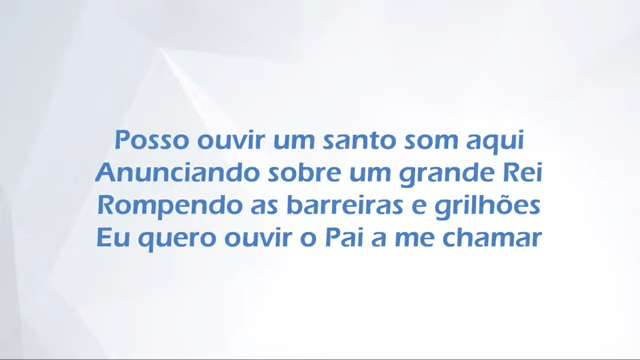 Posso ouvir um santo som aqui
Anunciando sobre um grande Rei
Rompendo as barreiras e grilhões
Eu quero ouvir o Pai a me chamar